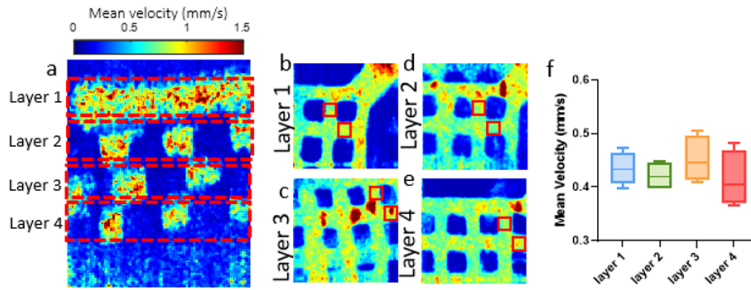 Mean velocity (mm/s)
0 0.5 1 1.5
a
Layer 1
Layer 2
Layer 3
Layer 4
b
Layer 1
d
Layer 2
c
Layer 3
e
Layer 4
f
Mean Velocity (mm/s)
0.6
0.5
0.4
0.3
layer 1
layer 2
layer 3
layer 4